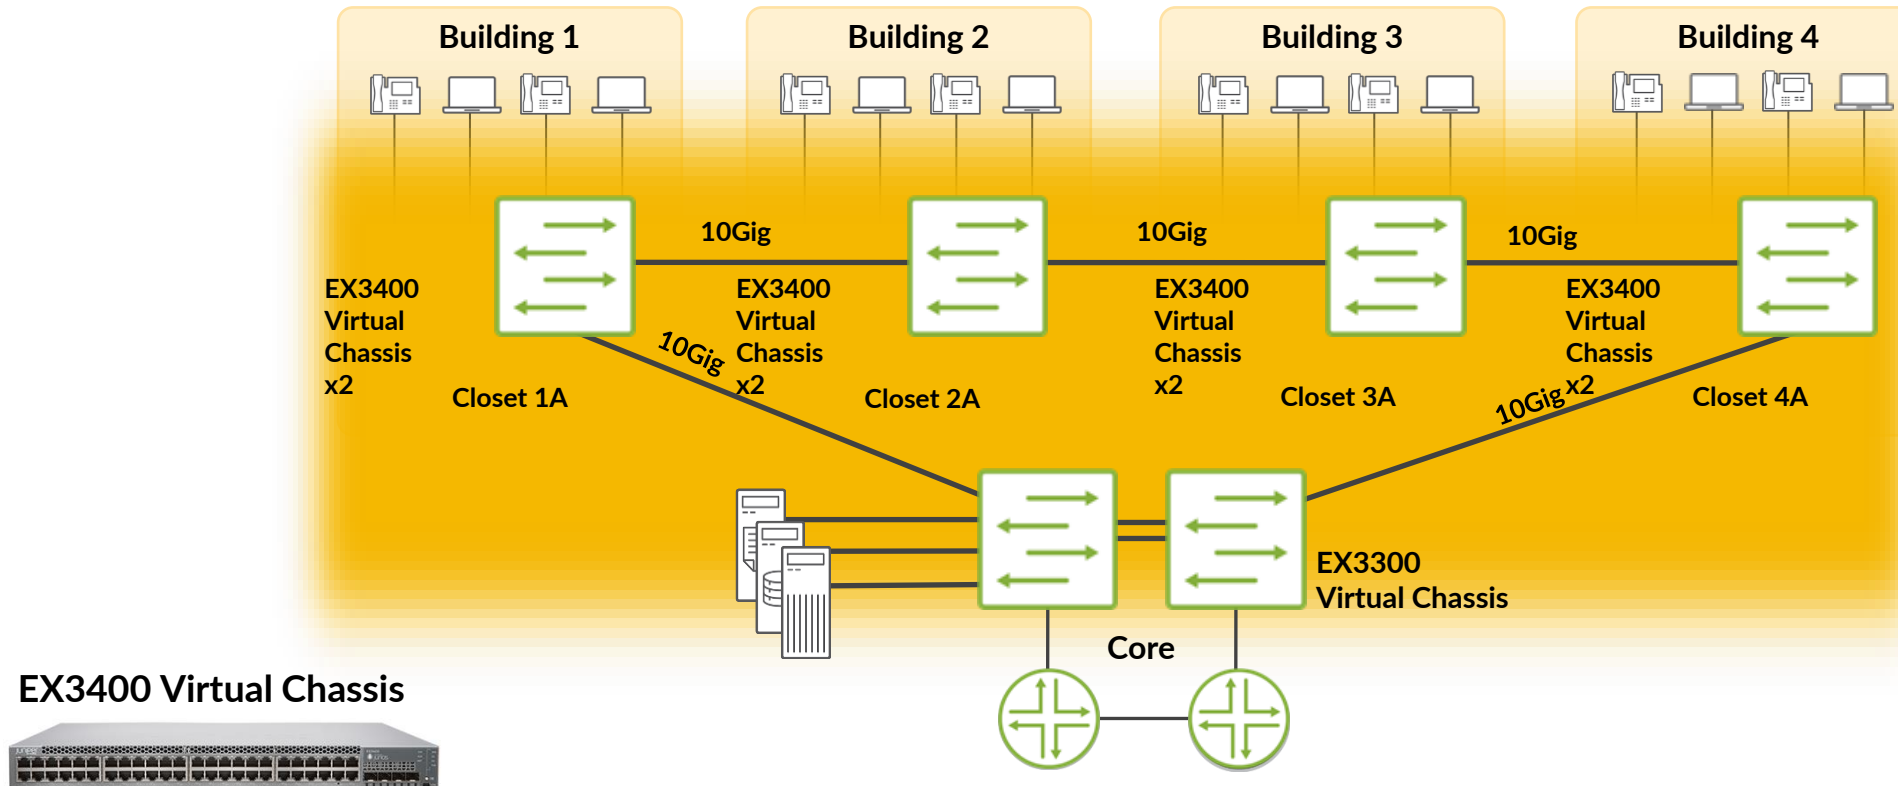 Building 1
Building 2
Building 3
Building 4
10Gig
10Gig
10Gig
EX3400
Virtual
Chassis
x2
EX3400
Virtual
Chassis
x2
EX3400
Virtual
Chassis
x2
EX3400
Virtual
Chassis
x2
10Gig
10Gig
Closet 1A
Closet 2A
Closet 3A
Closet 4A
EX3300
Virtual Chassis
Core
EX3400 Virtual Chassis